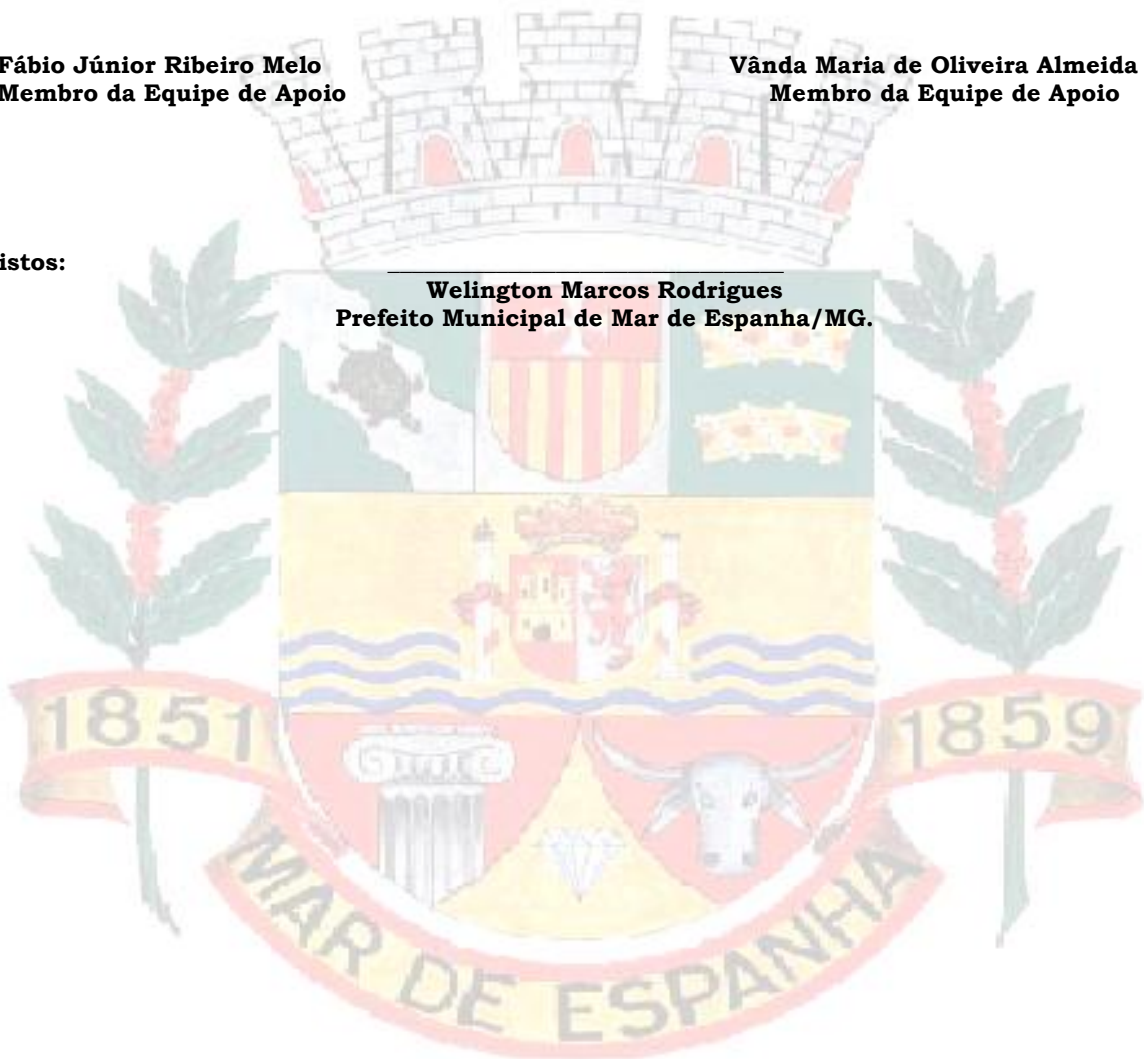 Fábio Júnior Ribeiro Melo
Vânda Maria de Oliveira Almeida
Membro da Equipe de Apoio
Membro da Equipe de Apoio
istos:
Welington Marcos Rodrigues
Prefeito Municipal de Mar de Espanha/MG.
1851
1859
MAR DE ESPANHA